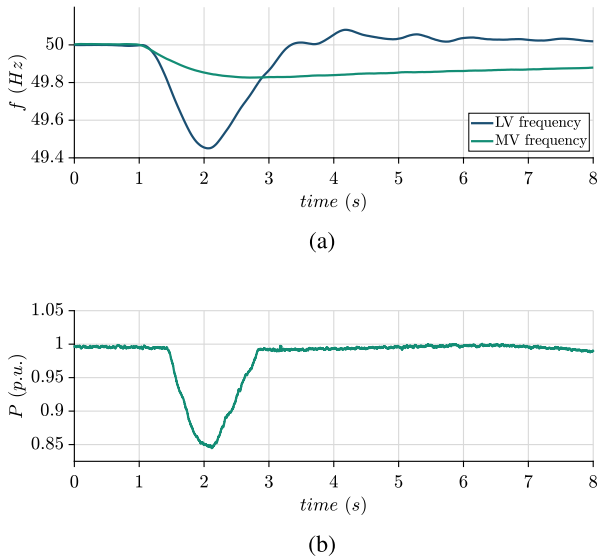 50
49.8
49.6
49.4
f (Hz)
LV frequency
MV frequency
0 1 2 3 4 5 6 7 8
time (s)
(a)
1.05
1
0.95
0.9
0.85
P (p.u.)
0 1 2 3 4 5 6 7 8
time (s)
(b)